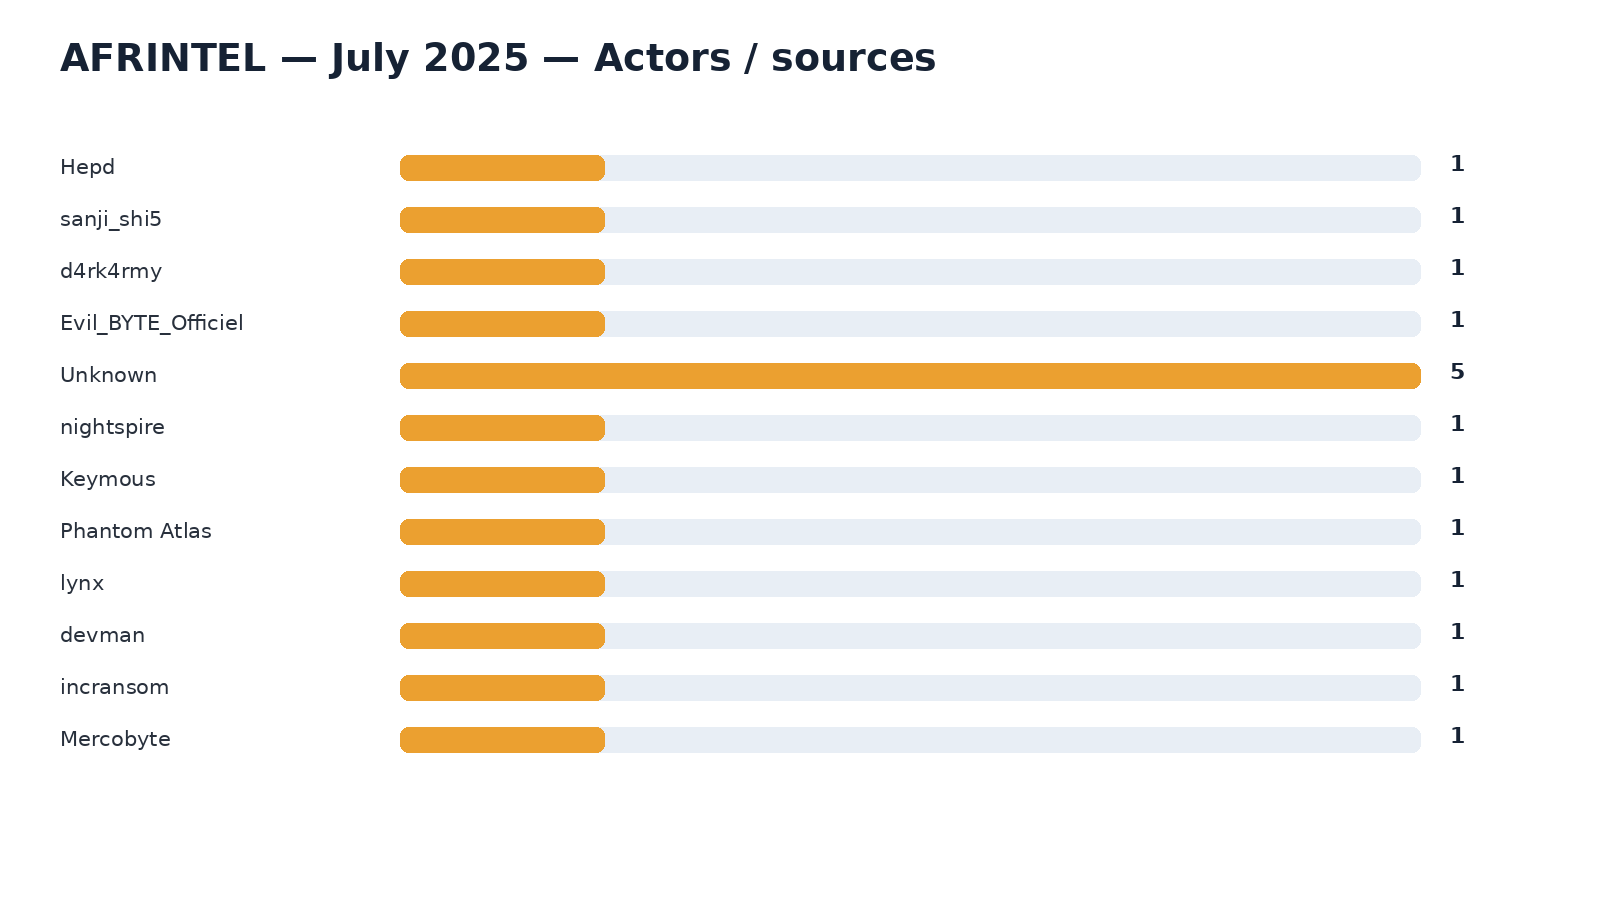 AFRINTEL — July 2025 — Actors / sources
Hepd 1
sanji_shi5 1
d4rk4rmy 1
Evil_BYTE_Officiel 1
Unknown 5
nightspire 1
Keymous 1
Phantom Atlas 1
lynx 1
devman 1
incransom 1
Mercobyte 1